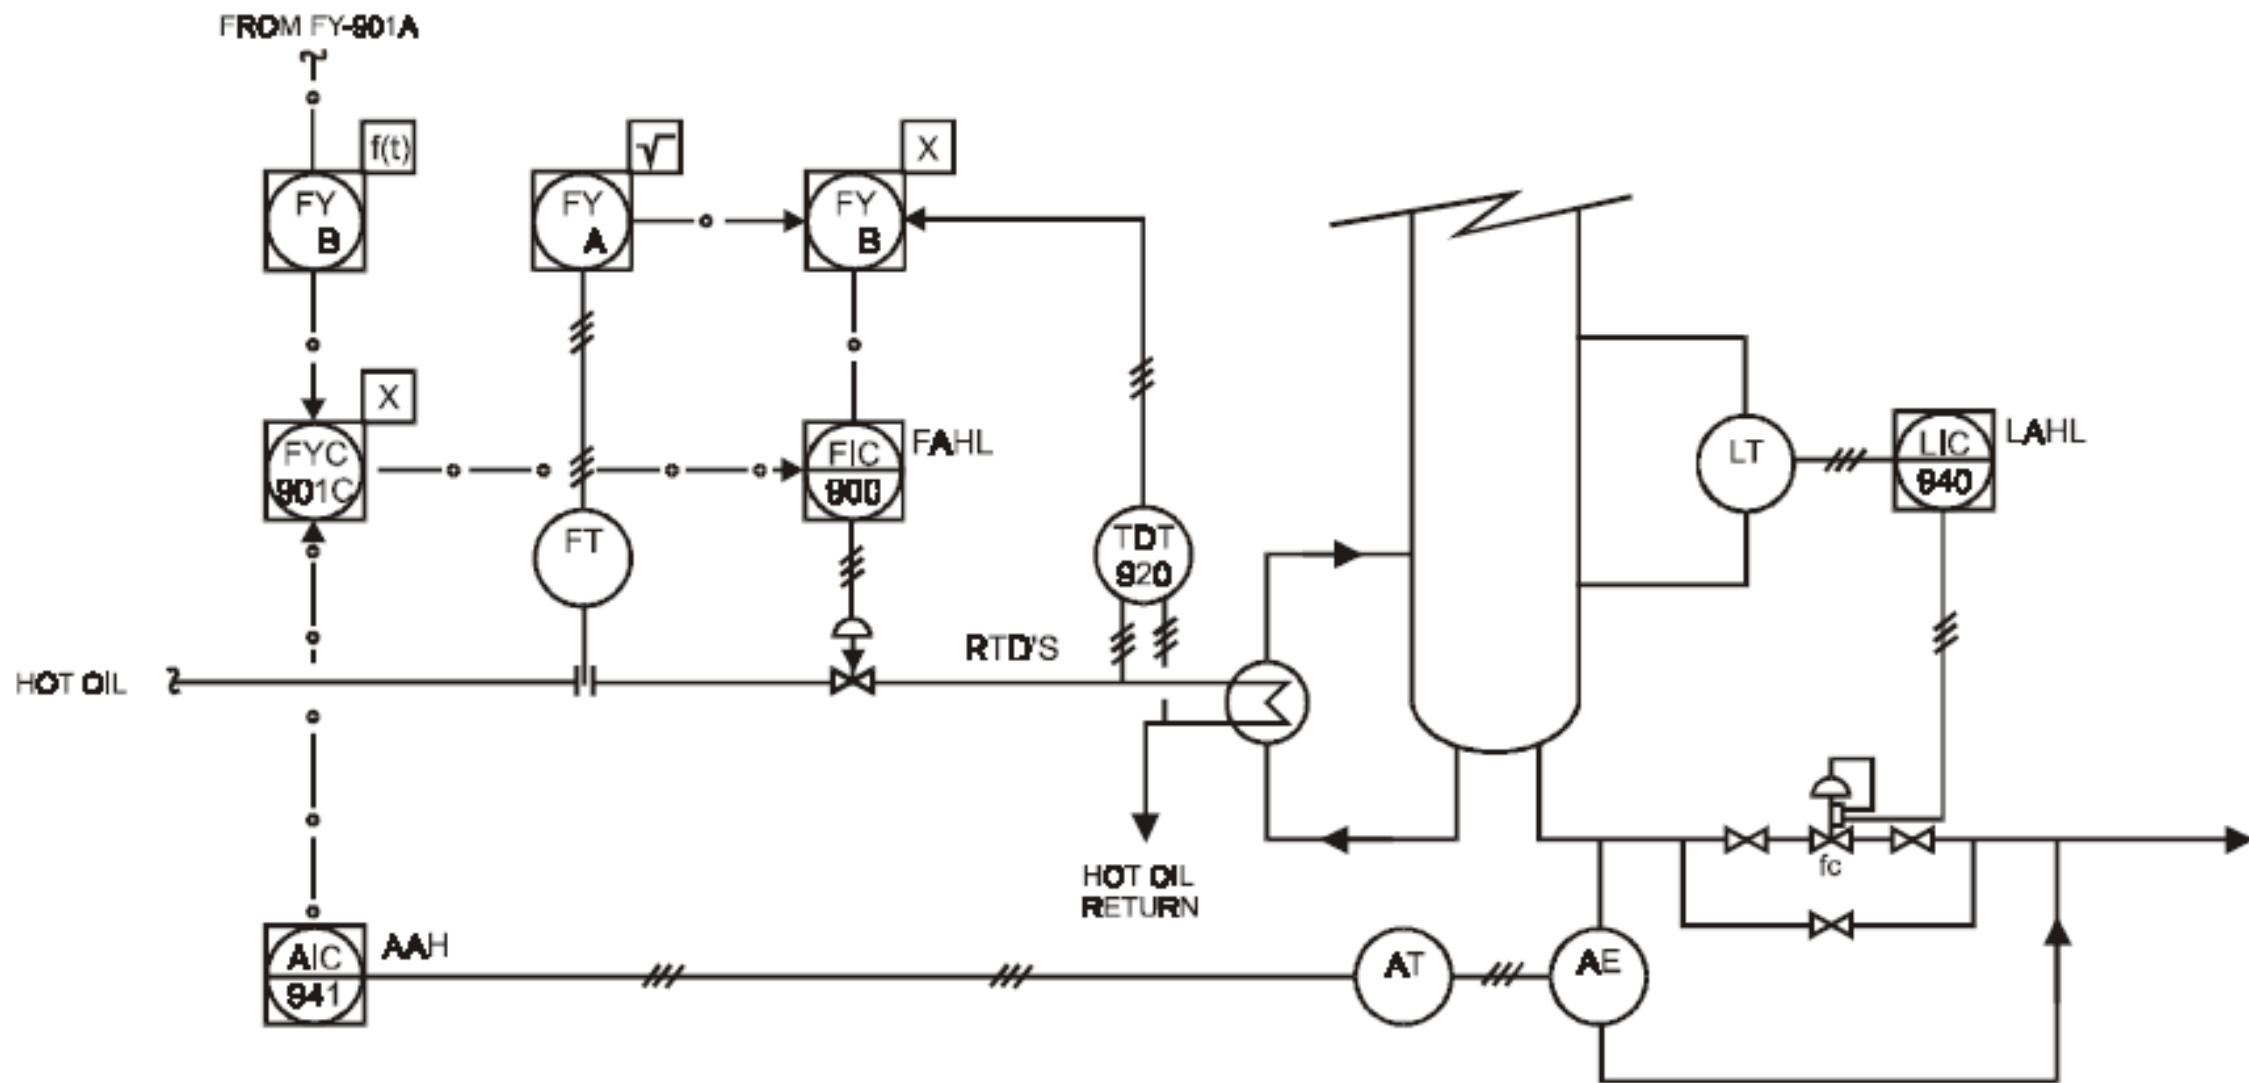 FROM FY-901A
f(t)
√
X
FY
B
FY
A
FY
B
X
FYC
901C
FIC
900
FAHL
LT
LIC
940
LAHL
FT
TDT
920
RTD'S
HOT OIL
fc
HOT OIL
RETURN
AIC
941
AAH
AT
AE